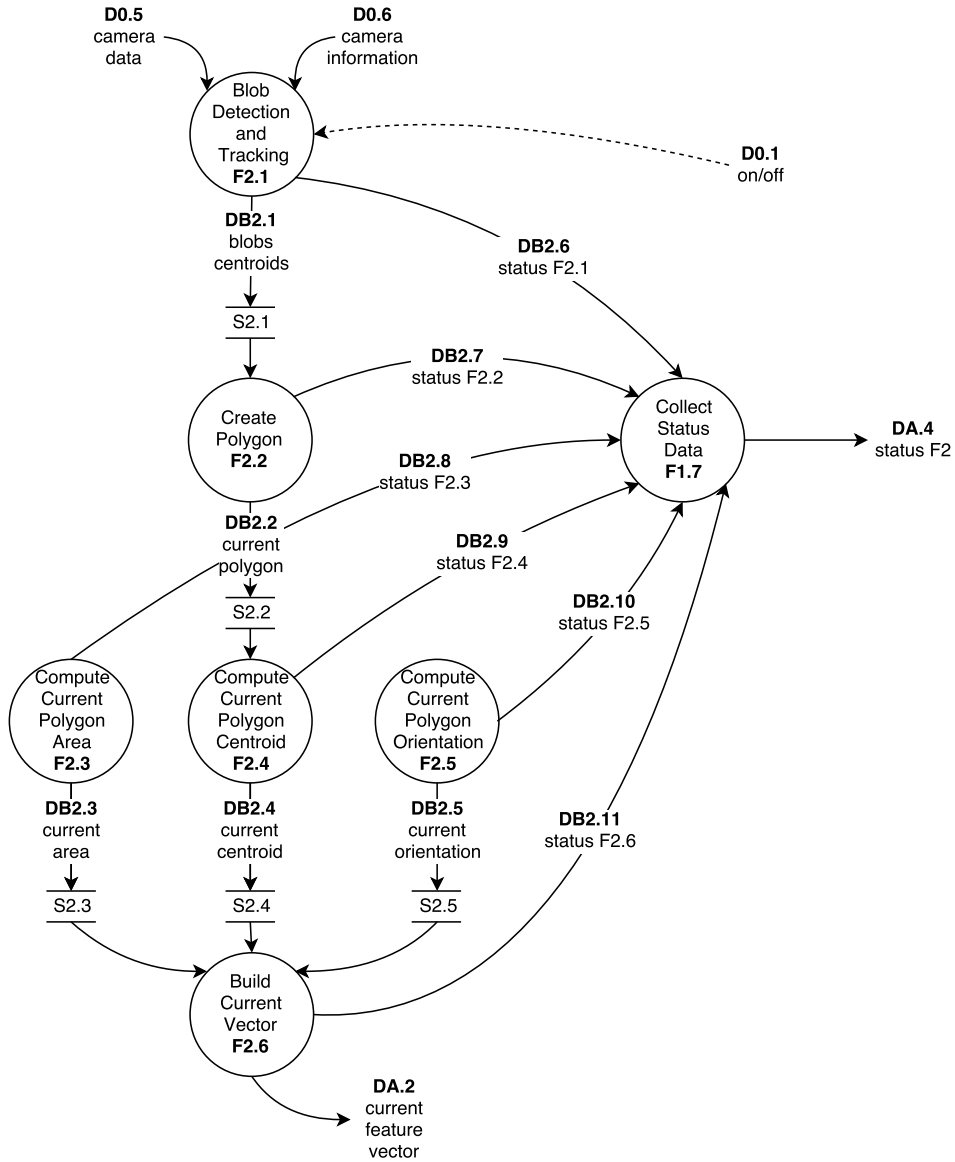 D0.5
camera
data
D0.6
camera
information
Blob
Detection
and
Tracking
F2.1
D0.1
on/off
DB2.1
blobs
centroids
DB2.6
status F2.1
S2.1
DB2.7
status F2.2
Create
Polygon
F2.2
Collect
Status
Data
F1.7
DA.4
status F2
DB2.8
status F2.3
DB2.2
current
polygon
DB2.9
status F2.4
S2.2
DB2.10
status F2.5
Compute
Current
Polygon
Area
F2.3
Compute
Current
Polygon
Centroid
F2.4
Compute
Current
Polygon
Orientation
F2.5
DB2.3
current
area
DB2.4
current
centroid
DB2.5
current
orientation
DB2.11
status F2.6
S2.3
S2.4
S2.5
Build
Current
Vector
F2.6
DA.2
current
feature
vector